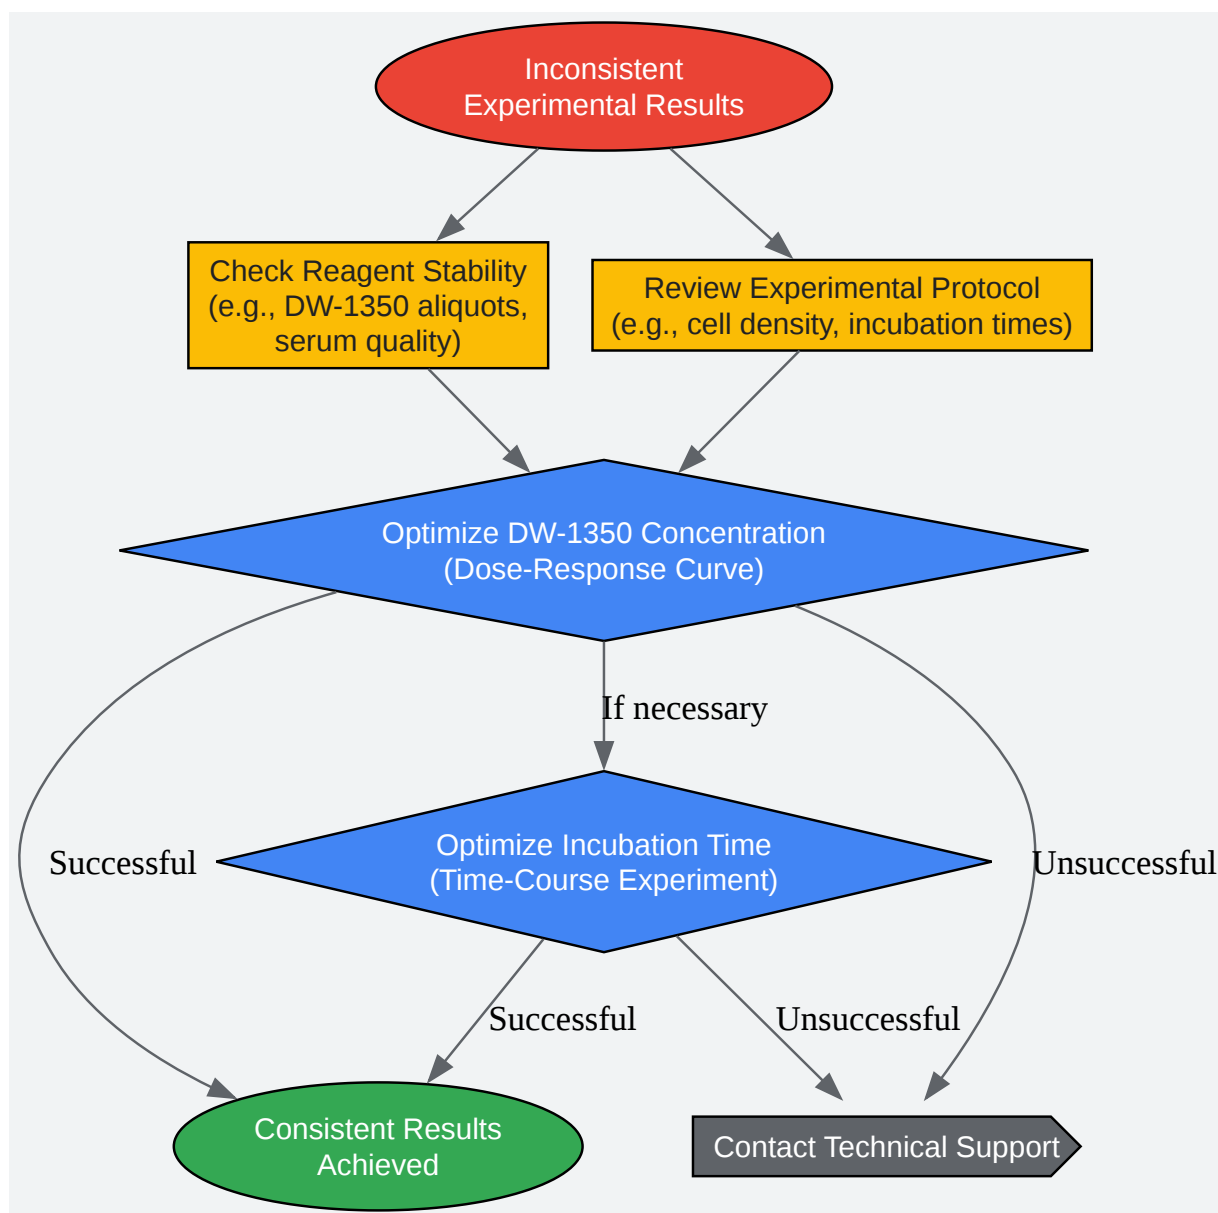 Inconsistent
Experimental Results
Check Reagent Stability
(e.g., DW-1350 aliquots,
serum quality)
Review Experimental Protocol
(e.g., cell density, incubation times)
Optimize DW-1350 Concentration
(Dose-Response Curve)
If necessary
Successful
Optimize Incubation Time
(Time-Course Experiment)
Unsuccessful
Successful
Unsuccessful
Consistent Results
Achieved
Contact Technical Support